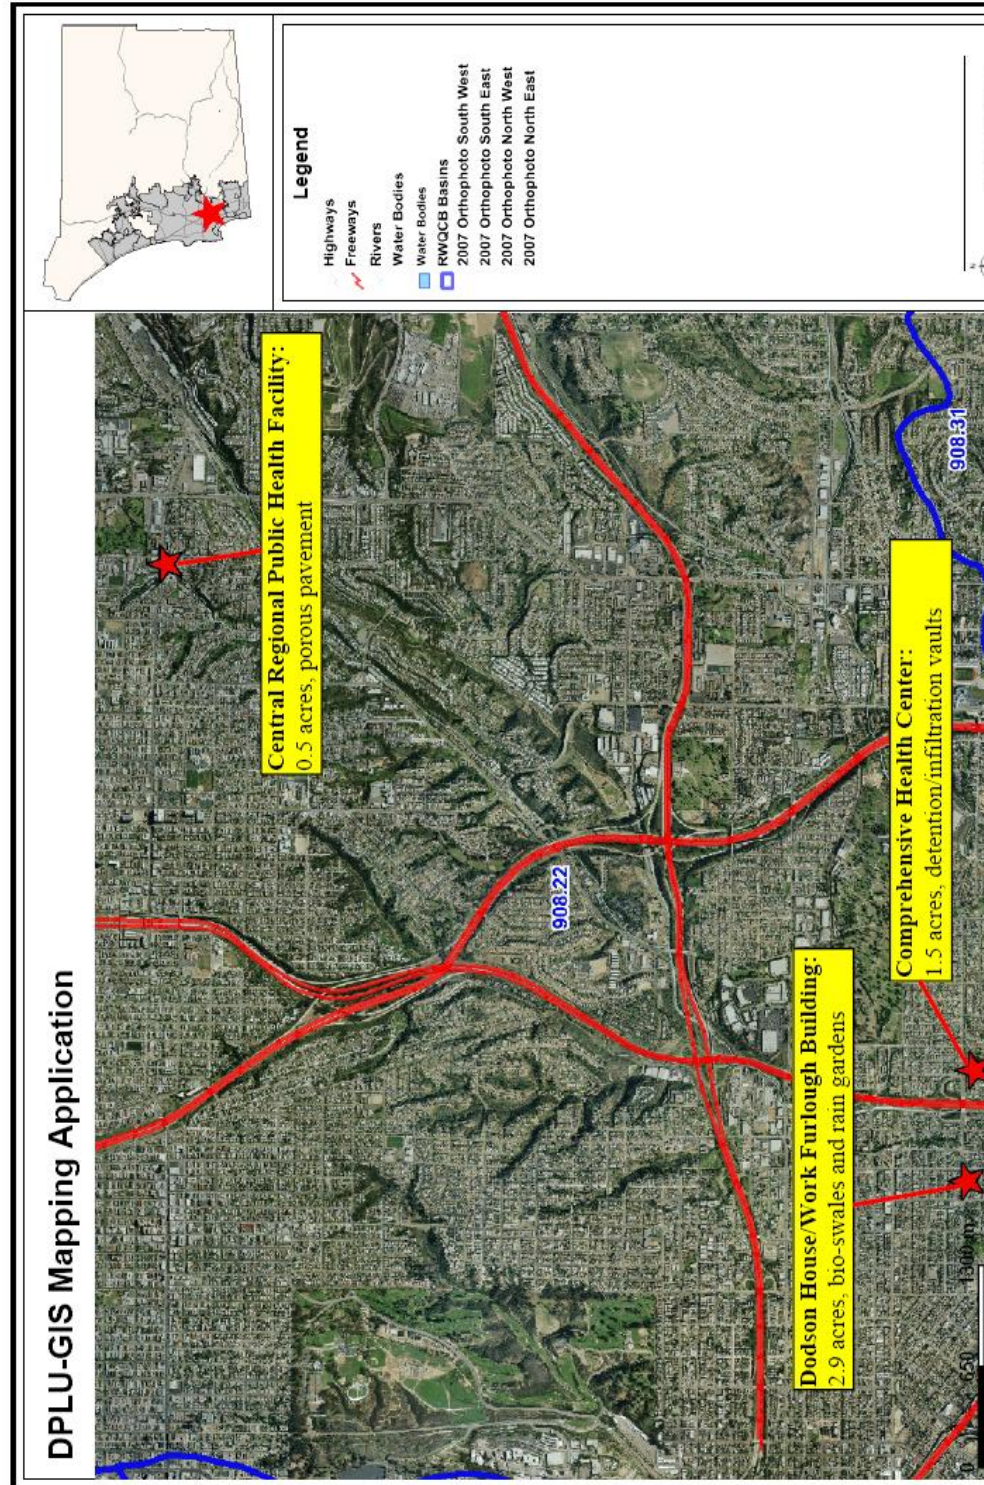 DPLU-GIS Mapping Application
Central Regional Public Health Facility:
0.5 acres, porous pavement
908.22
908.31
Dodson House/Work Furlough Building:
2.9 acres, bio-swales and rain gardens
Comprehensive Health Center:
1.5 acres, detention/infiltration vaults
0 650 1300 m
Legend
Highways
Freeways
Rivers
Water Bodies
Water Bodies
RWQCB Basins
2007 Orthophoto South West
2007 Orthophoto South East
2007 Orthophoto North West
2007 Orthophoto North East